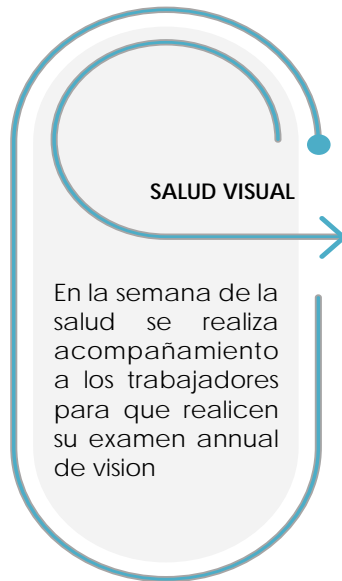 SALUD VISUAL
En la semana de la
salud se realiza
acompañamiento
a los trabajadores
para que realicen
su examen annual
de vision